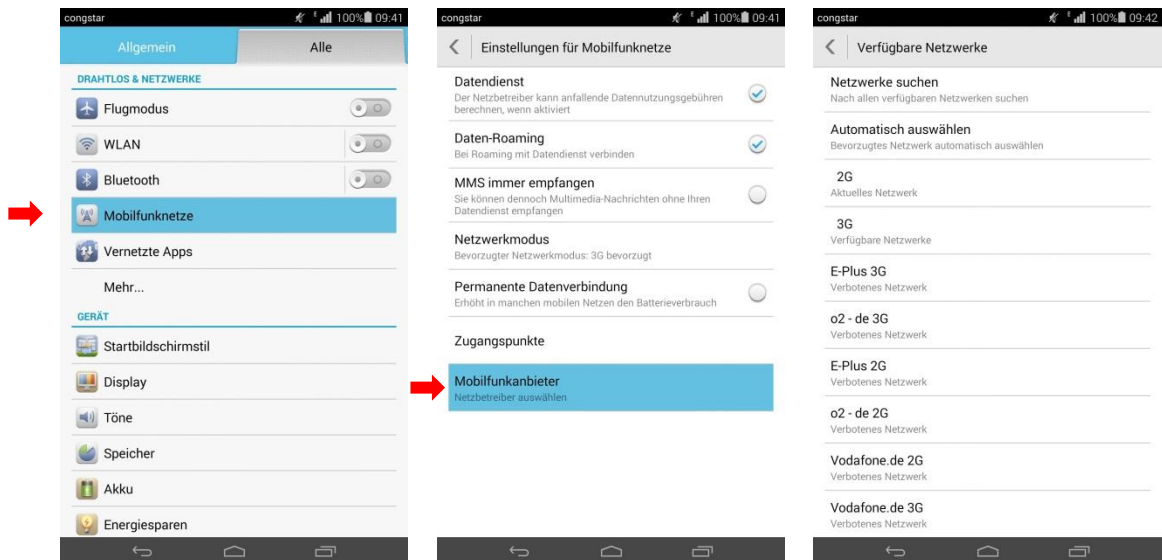 congstar
E 100% 09:41
Allgemein
Alle
DRAHTLOS & NETZWERKE
Flugmodus
WLAN
Bluetooth
Mobilfunknetze
Vernetzte Apps
Mehr...
GERÄT
Startbildschirmstil
Display
Töne
Speicher
Akku
Energiesparen
congstar
E 100% 09:41
Einstellungen für Mobilfunknetze
Datendienst
Der Netzbetreiber kann anfallende Datennutzungsgebühren
berechnen, wenn aktiviert
Daten-Roaming
Bei Roaming mit Datendienst verbinden
MMS immer empfangen
Sie können dennoch Multimedia-Nachrichten ohne Ihren
Datendienst empfangen
Netzwerkmodus
Bevorzugter Netzwerkmodus: 3G bevorzugt
Permanente Datenverbindung
Erhöht in manchen mobilen Netzen den Batterieverbrauch
Zugangspunkte
Mobilfunkanbieter
Netzbetreiber auswählen
congstar
E 100% 09:42
Verfügbare Netzwerke
Netzwerke suchen
Nach allen verfügbaren Netzwerken suchen
Automatisch auswählen
Bevorzugtes Netzwerk automatisch auswählen
2G
Aktuelles Netzwerk
3G
Verfügbare Netzwerke
E-Plus 3G
Verbotenes Netzwerk
o2 - de 3G
Verbotenes Netzwerk
E-Plus 2G
Verbotenes Netzwerk
o2 - de 2G
Verbotenes Netzwerk
Vodafone.de 2G
Verbotenes Netzwerk
Vodafone.de 3G
Verbotenes Netzwerk